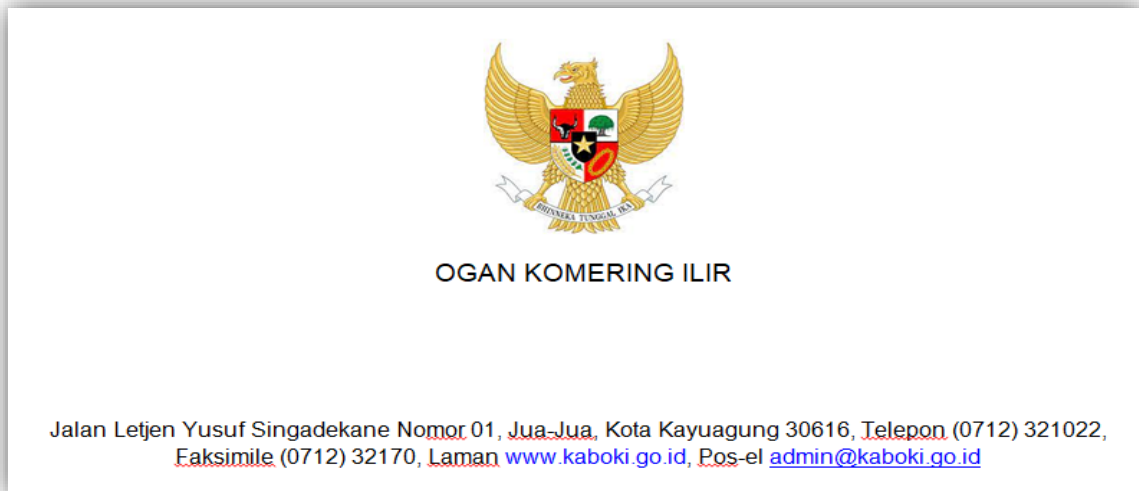 BHINNEKA TUNGGAL IKA
OGAN KOMERING ILIR
Jalan Letjen Yusuf Singadekane Nomor 01, Jua-Jua, Kota Kayuagung 30616, Telepon (0712) 321022,
Faksimile (0712) 32170, Laman www.kaboki.go.id, Pos-el admin@kaboki.go.id